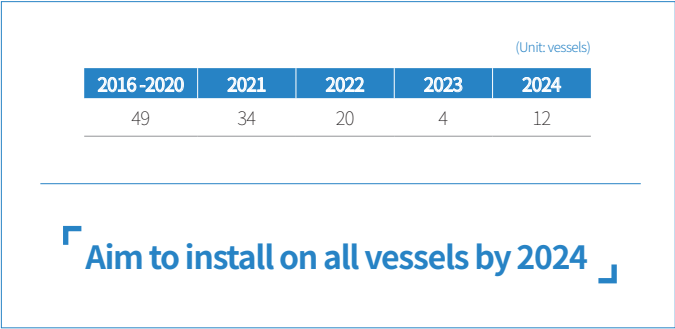 (Unit: vessels)
2016-2020 2021 2022 2023 2024
49 34 20 4 12
Aim to install on all vessels by 2024